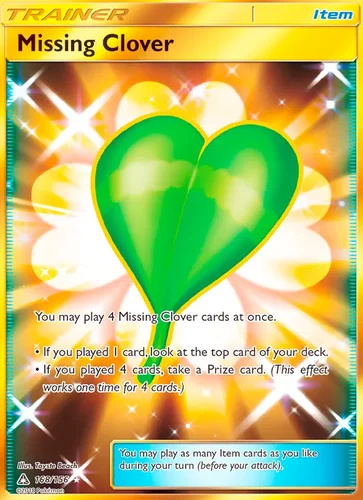 TRAINER Item
Missing Clover
You may play 4 Missing Clover cards at once.
• If you played 1 card, look at the top card of your deck.
• If you played 4 cards, take a Prize card. (This effect
works one time for 4 cards.)
Illus. Toyste Beach
168/156
©2018 Pokémon
You may play as many Item cards as you like
during your turn (before your attack).